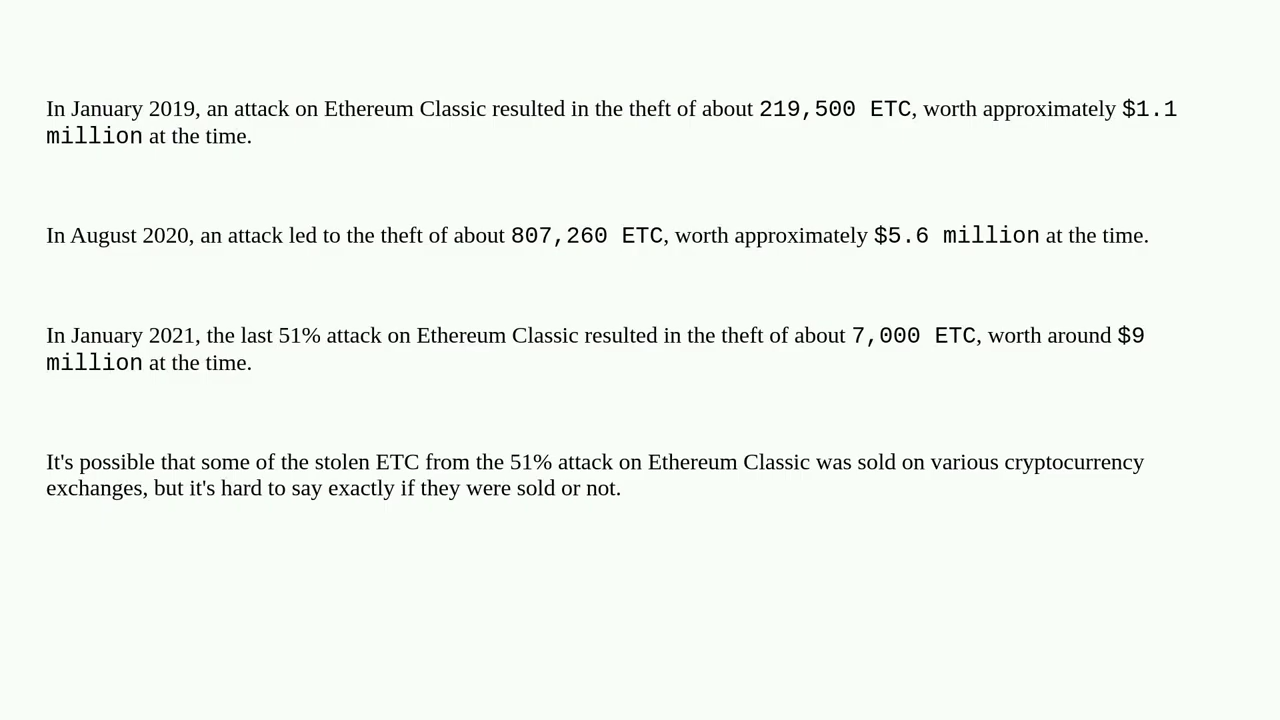 In January 2019, an attack on Ethereum Classic resulted in the theft of about 219,500 ETC, worth approximately $1.1
million at the time.
In August 2020, an attack led to the theft of about 807,260 ETC, worth approximately $5.6 million at the time.
In January 2021, the last 51% attack on Ethereum Classic resulted in the theft of about 7,000 ETC, worth around $9
million at the time.
It's possible that some of the stolen ETC from the 51% attack on Ethereum Classic was sold on various cryptocurrency
exchanges, but it's hard to say exactly if they were sold or not.